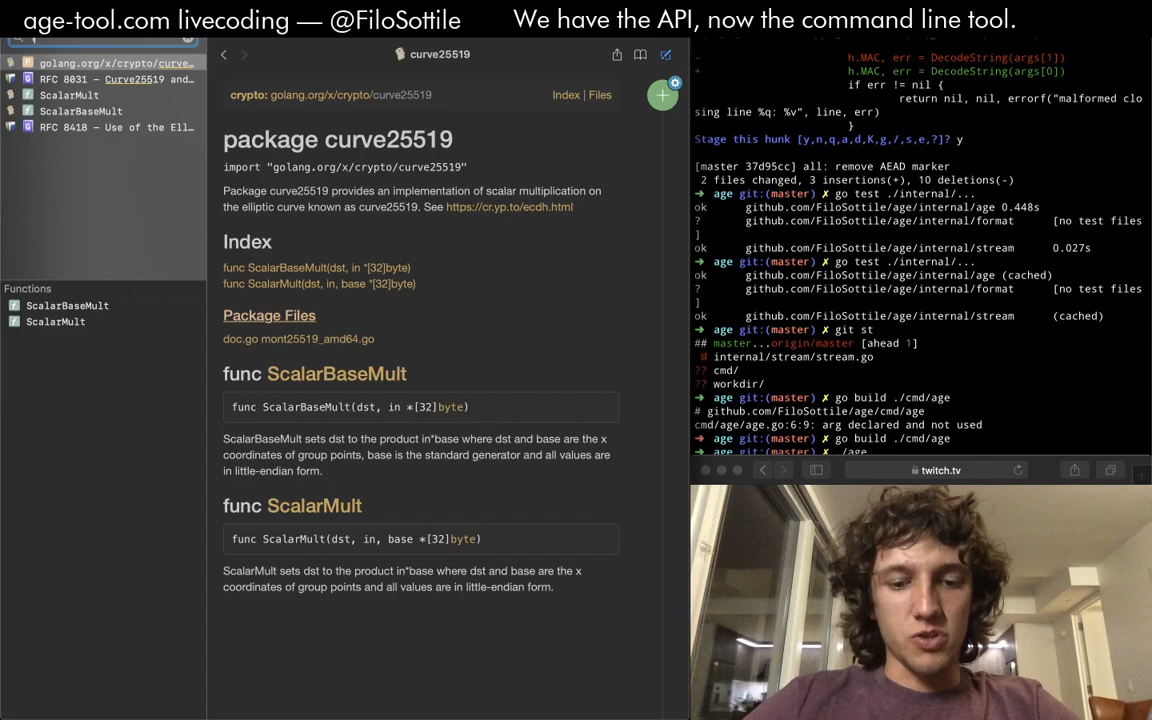 age-tool.com livecoding — @FiloSottile
We have the API, now the command line tool.
golang.org/x/crypto/curve…
RFC 8031 – Curve25519 and…
ScalarMult
ScalarBaseMult
RFC 8418 – Use of the Ell…
Functions
ScalarBaseMult
ScalarMult
curve25519
crypto: golang.org/x/crypto/curve25519
Index | Files
package curve25519
import "golang.org/x/crypto/curve25519"
Package curve25519 provides an implementation of scalar multiplication on
the elliptic curve known as curve25519. See https://cr.yp.to/ecdh.html
Index
func ScalarBaseMult(dst, in *[32]byte)
func ScalarMult(dst, in, base *[32]byte)
Package Files
doc.go mont25519_amd64.go
func ScalarBaseMult
func ScalarBaseMult(dst, in *[32]byte)
ScalarBaseMult sets dst to the product in*base where dst and base are the x
coordinates of group points, base is the standard generator and all values are
in little-endian form.
func ScalarMult
func ScalarMult(dst, in, base *[32]byte)
ScalarMult sets dst to the product in*base where dst and base are the x
coordinates of group points and all values are in little-endian form.
- h.MAC, err = DecodeString(args[1])
+ h.MAC, err = DecodeString(args[0])
if err != nil {
return nil, nil, errorf("malformed clo
sing line %q: %v", line, err)
}
Stage this hunk [y,n,q,a,d,K,g,/,s,e,?]? y
[master 37d95cc] all: remove AEAD marker
2 files changed, 3 insertions(+), 10 deletions(-)
➜ age git:(master) ✗ go test ./internal/...
ok github.com/FiloSottile/age/internal/age 0.448s
? github.com/FiloSottile/age/internal/format [no test files
]
ok github.com/FiloSottile/age/internal/stream 0.027s
➜ age git:(master) ✗ go test ./internal/...
ok github.com/FiloSottile/age/internal/age (cached)
? github.com/FiloSottile/age/internal/format [no test files
]
ok github.com/FiloSottile/age/internal/stream (cached)
➜ age git:(master) ✗ git st
## master...origin/master [ahead 1]
M internal/stream/stream.go
?? cmd/
?? workdir/
➜ age git:(master) ✗ go build ./cmd/age
# github.com/FiloSottile/age/cmd/age
cmd/age/age.go:6:9: arg declared and not used
➜ age git:(master) ✗ go build ./cmd/age
➜ age git:(master) ✗ ./age
twitch.tv